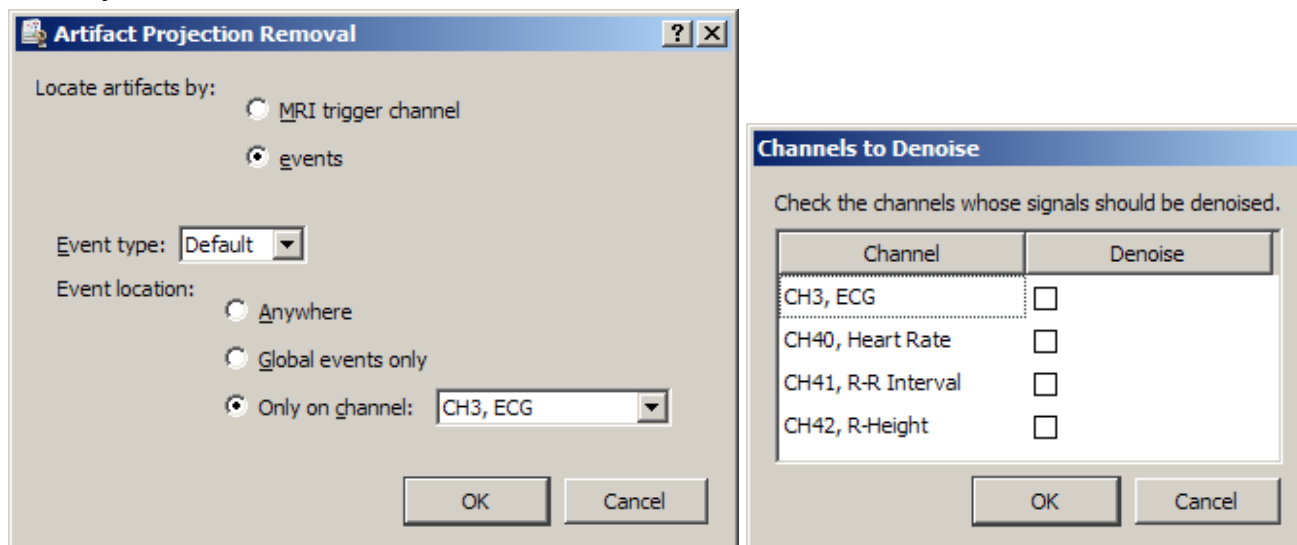 Artifact Projection Removal
Locate artifacts by:
MRI trigger channel
events
Event type: Default
Event location:
Anywhere
Global events only
Only on channel: CH3, ECG
OK Cancel
Channels to Denoise
Check the channels whose signals should be denoised.
Channel Denoise
CH3, ECG
CH40, Heart Rate
CH41, R-R Interval
CH42, R-Height
OK Cancel